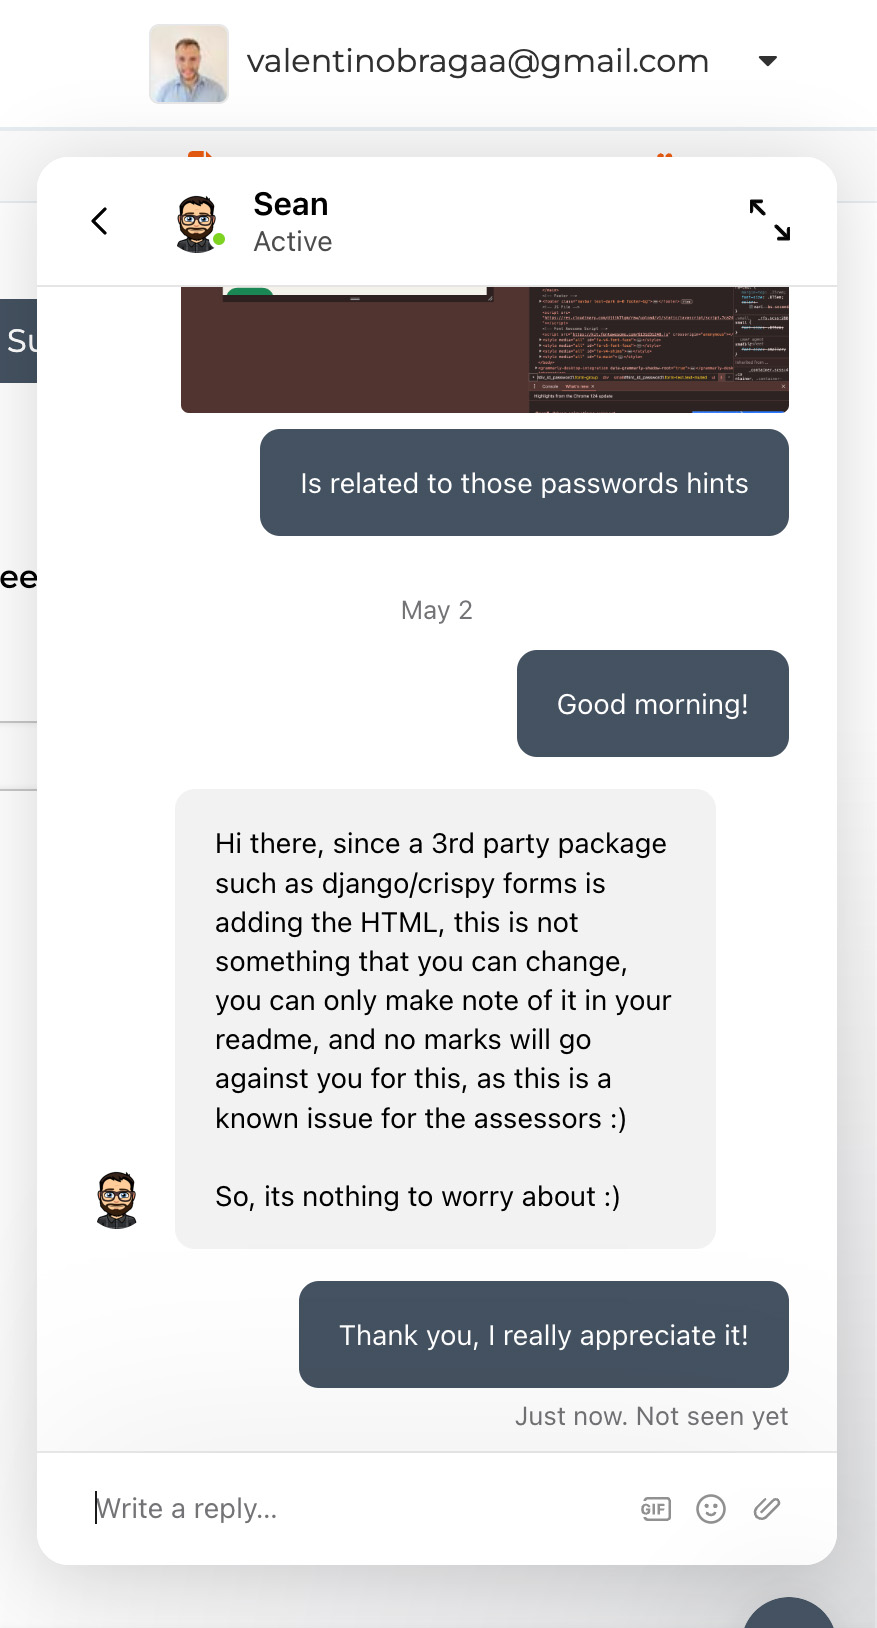 valentinobragaa@gmail.com
Sean
Active
Su
Is related to those passwords hints
ee
May 2
Good morning!
Hi there, since a 3rd party package
such as django/crispy forms is
adding the HTML, this is not
something that you can change,
you can only make note of it in your
readme, and no marks will go
against you for this, as this is a
known issue for the assessors :)
So, its nothing to worry about :)
Thank you, I really appreciate it!
Just now. Not seen yet
Write a reply...
GIF